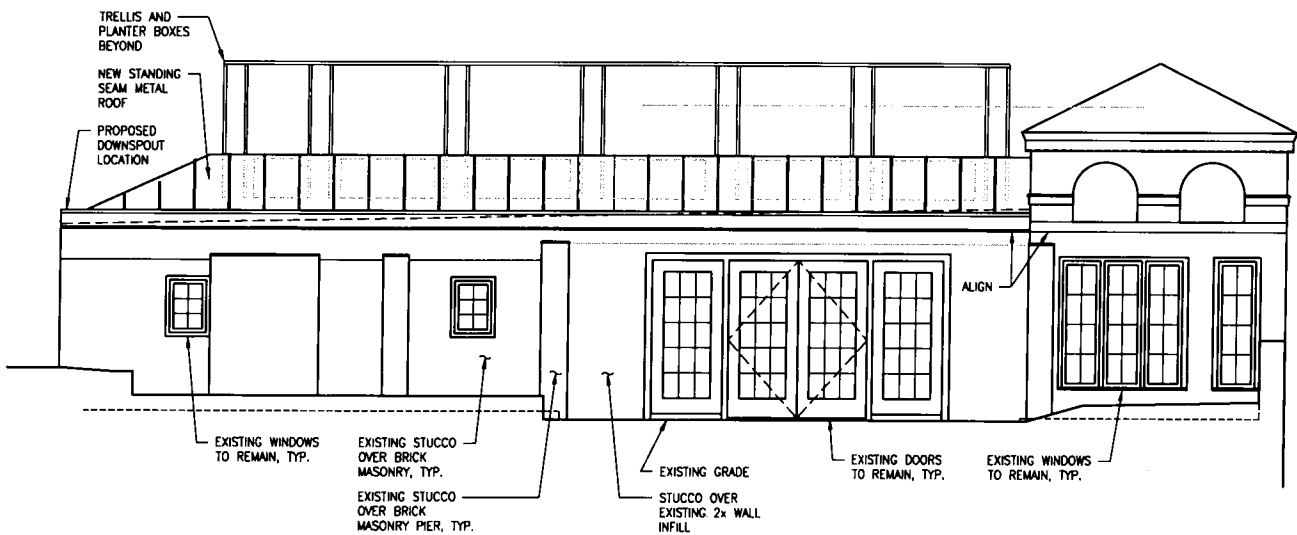 TRELLIS AND
PLANTER BOXES
BEYOND
NEW STANDING
SEAM METAL
ROOF
PROPOSED
DOWNSPOUT
LOCATION
ALIGN
EXISTING WINDOWS
TO REMAIN, TYP.
EXISTING STUCCO
OVER BRICK
MASONRY, TYP.
EXISTING STUCCO
OVER BRICK
MASONRY PIER, TYP.
EXISTING GRADE
STUCCO OVER
EXISTING 2x WALL
INFILL
EXISTING DOORS
TO REMAIN, TYP.
EXISTING WINDOWS
TO REMAIN, TYP.